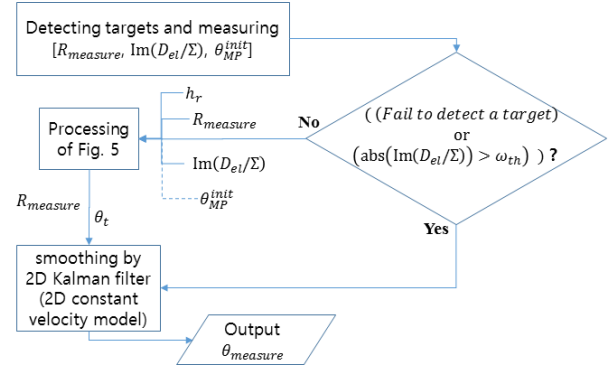 Detecting targets and measuring
[R_measure, Im(D_el/Σ), θ_MP^init]
( (Fail to detect a target)
or
(abs(Im(D_el/Σ)) > ω_th) ) ?
No
h_r
R_measure
Im(D_el/Σ)
θ_MP^init
Processing
of Fig. 5
R_measure
θ_t
Yes
smoothing by
2D Kalman filter
(2D constant
velocity model)
Output
θ_measure